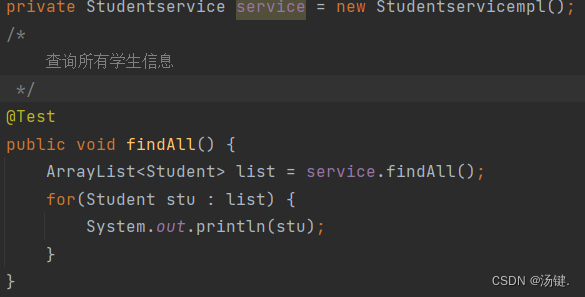 private Studentservice service = new Studentservicempl();
/*
查询所有学生信息
*/
@Test
public void findAll() {
ArrayList<Student> list = service.findAll();
for(Student stu : list) {
System.out.println(stu);
}
}
CSDN @汤键.